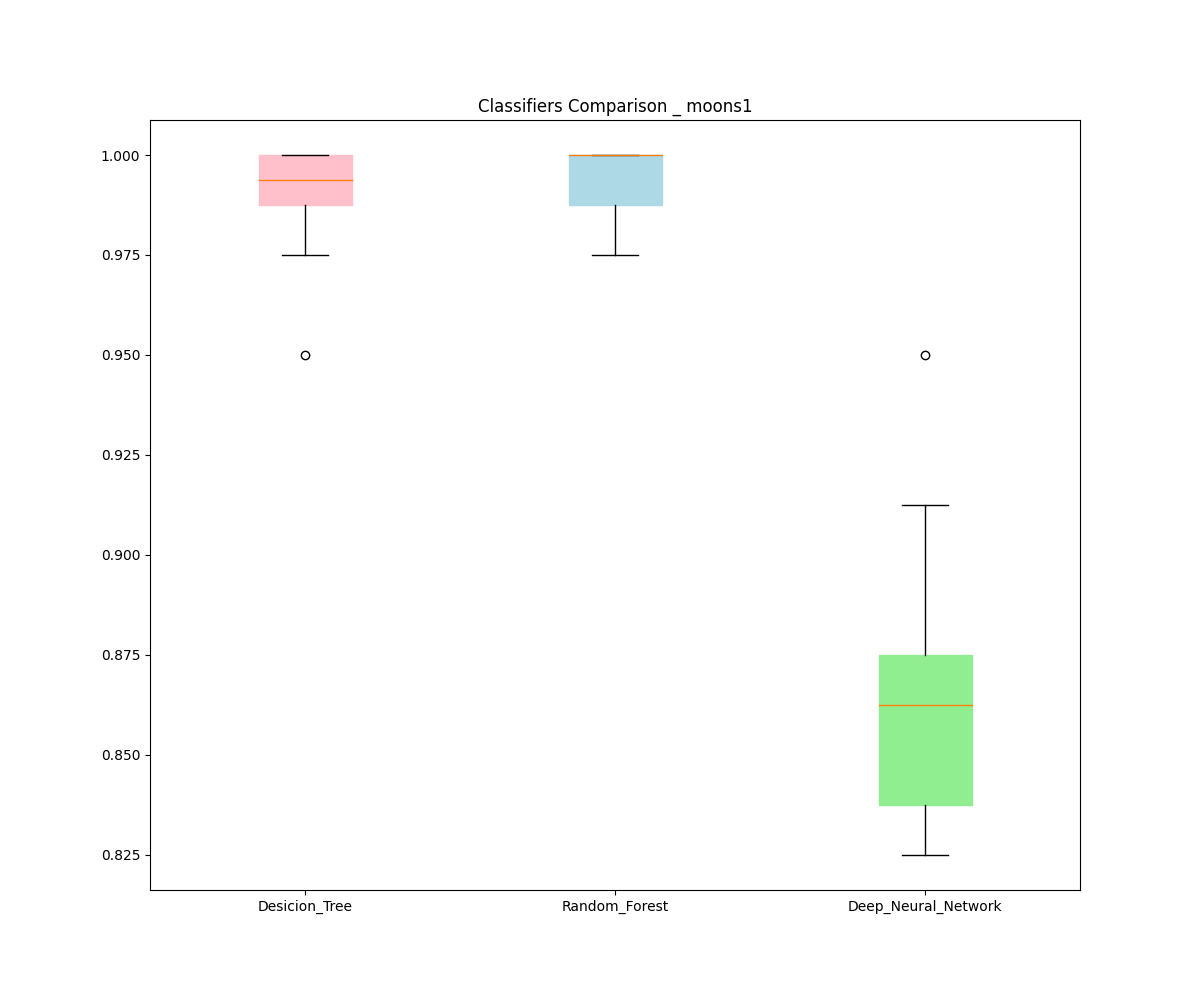 Classifiers Comparison _ moons1
1.000
0.975
0.950
0.925
0.900
0.875
0.850
0.825
Desicion_Tree
Random_Forest
Deep_Neural_Network